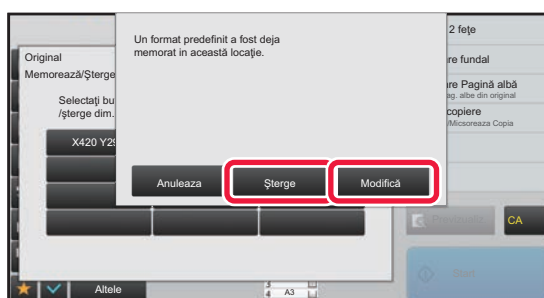 Un format predefinit a fost deja
memorat in această locaţie.
Anuleaza
Şterge
Modifică
Original
Memorează/Şterge
Selectaţi bu
/şterge dim.
X420 Y29
2 feţe
re fundal
re Pagină albă
ag. albe din original
copiere
/Micsoreaza Copia
CA
Start
Altele
A3